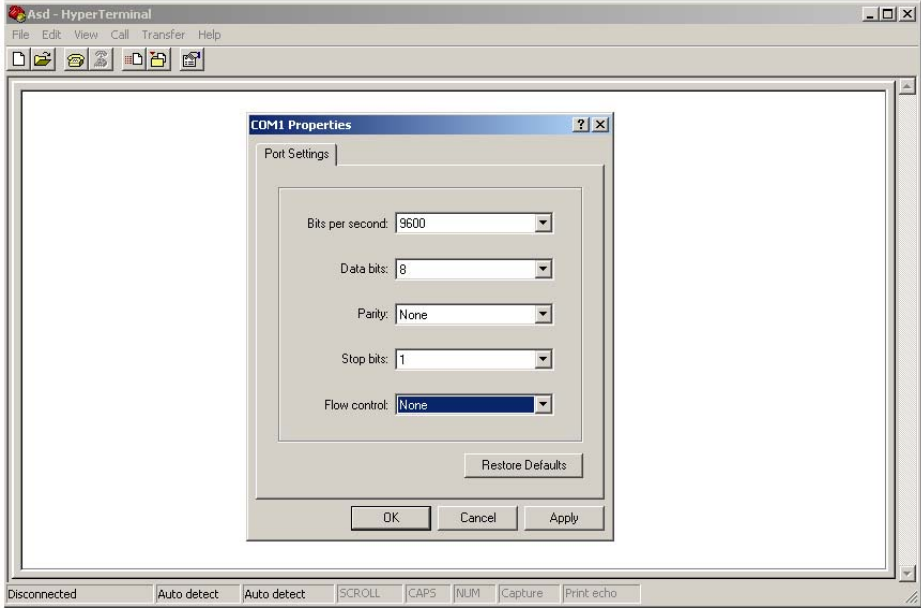 Asd - HyperTerminal
File Edit View Call Transfer Help
COM1 Properties
Port Settings
Bits per second: 9600
Data bits: 8
Parity: None
Stop bits: 1
Flow control: None
Restore Defaults
OK Cancel Apply
Disconnected Auto detect Auto detect SCROLL CAPS NUM Capture Print echo